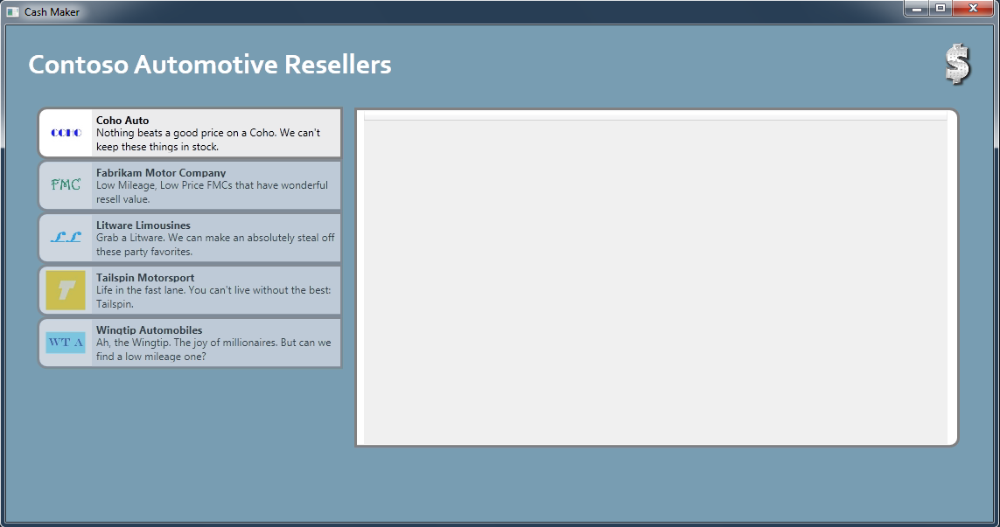 Cash Maker
Contoso Automotive Resellers
$
COHO
Coho Auto
Nothing beats a good price on a Coho. We can't
keep these things in stock.
FMC
Fabrikam Motor Company
Low Mileage, Low Price FMCs that have wonderful
resell value.
LL
Litware Limousines
Grab a Litware. We can make an absolutely steal off
these party favorites.
T
Tailspin Motorsport
Life in the fast lane. You can't live without the best:
Tailspin.
WT A
Wingtip Automobiles
Ah, the Wingtip. The joy of millionaires. But can we
find a low mileage one?